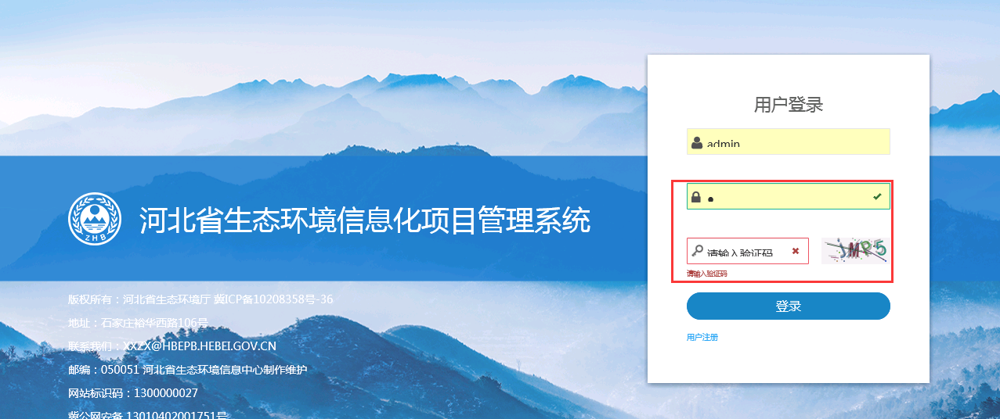 用户登录
admin
请输入验证码
JMR5
请输入验证码
登录
用户注册
ZHB
河北省生态环境信息化项目管理系统
版权所有：河北省生态环境厅 冀ICP备10208358号-36
地址：石家庄裕华西路106号
联系我们：XXZX@HBEPB.HEBEI.GOV.CN
邮编：050051 河北省生态环境信息中心制作维护
网站标识码：1300000027
冀公网安备 13010402001751号